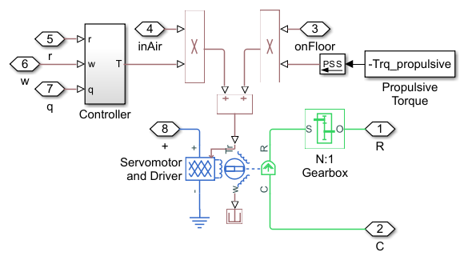 5
r
6
w
7
q
r
w
q
T
Controller
4
inAir
×
×
3
onFloor
PSS
-Trq_propulsive
Propulsive
Torque
+
+
8
+
Servomotor
and Driver
+
-
Tr
W
R
C
S
O
N:1
Gearbox
1
R
2
C